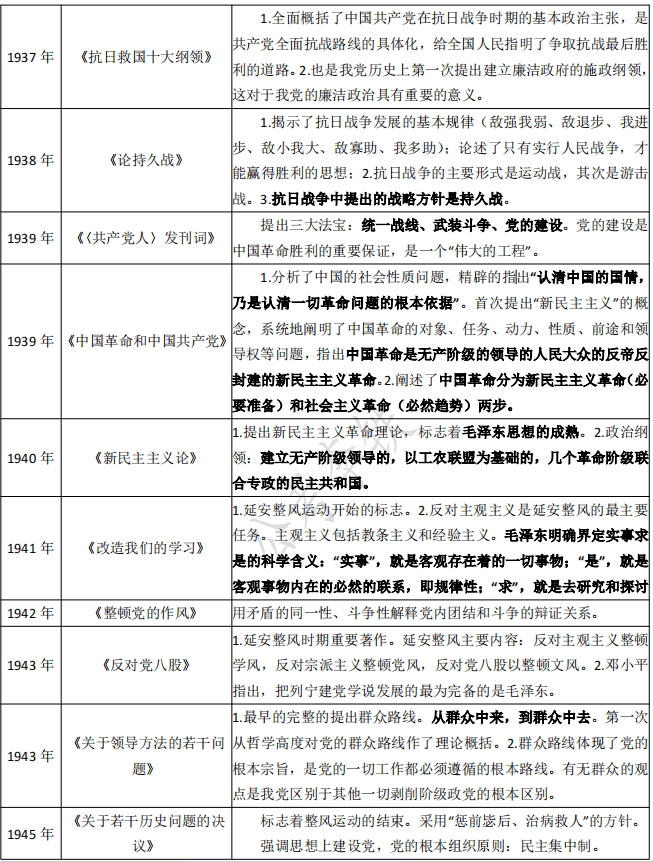 1.全面概括了中国共产党在抗日战争时期的基本政治主张，是
共产党全面抗战路线的具体化，给全国人民指明了争取抗战最后胜
1937 年
《抗日救国十大纲领》
利的道路。2.也是我党历史上第一次提出建立廉洁政府的施政纲领，
这对于我党的廉洁政治具有重要的意义。
1938 年
《论持久战》
1.揭示了抗日战争发展的基本规律（敌强我弱、敌退步、我进
步、敌小我大、敌寡助、我多助）；论述了只有实行人民战争，才
能赢得胜利的思想；2.抗日战争的主要形式是运动战，其次是游击
战。3.抗日战争中提出的战略方针是持久战。
1939 年
《〈共产党人〉发刊词》
提出三大法宝：统一战线、武装斗争、党的建设。党的建设是
中国革命胜利的重要保证，是一个“伟大的工程”。
1939 年
《中国革命和中国共产党》
1.分析了中国的社会性质问题，精辟的指出“认清中国的国情，
乃是认清一切革命问题的根本依据”。首次提出“新民主主义”的概
念，系统地阐明了中国革命的对象、任务、动力、性质、前途和领
导权等问题，指出中国革命是无产阶级的领导的人民大众的反帝反
封建的新民主主义革命。2.阐述了中国革命分为新民主主义革命（必
要准备）和社会主义革命（必然趋势）两步。
1940 年
《新民主主义论》
1.提出新民主主义革命理论，标志着毛泽东思想的成熟。2.政治纲
领：建立无产阶级领导的，以工农联盟为基础的，几个革命阶级联
合专政的民主共和国。
1941 年
《改造我们的学习》
1.延安整风运动开始的标志。2.反对主观主义是延安整风的最主要
任务。主观主义包括教条主义和经验主义。毛泽东明确界定实事求
是的科学含义：“实事”，就是客观存在着的一切事物；“是”，就是
客观事物内在的必然的联系，即规律性；“求”，就是去研究和探讨
1942 年
《整顿党的作风》
用矛盾的同一性、斗争性解释党内团结和斗争的辩证关系。
1943 年
《反对党八股》
1.延安整风时期重要著作。延安整风主要内容：反对主观主义整顿
学风，反对宗派主义整顿党风，反对党八股以整顿文风。2.邓小平
指出，把列宁建党学说发展的最为完备的是毛泽东。
1943 年
《关于领导方法的若干问
题》
1.最早的完整的提出群众路线。从群众中来，到群众中去。第一次
从哲学高度对党的群众路线作了理论概括。2.群众路线体现了党的
根本宗旨，是党的一切工作都必须遵循的根本路线。有无群众的观
点是我党区别于其他一切剥削阶级政党的根本区别。
1945 年
《关于若干历史问题的决
议》
标志着整风运动的结束。采用“惩前毖后、治病救人”的方针。
强调思想上建设党，党的根本组织原则：民主集中制。